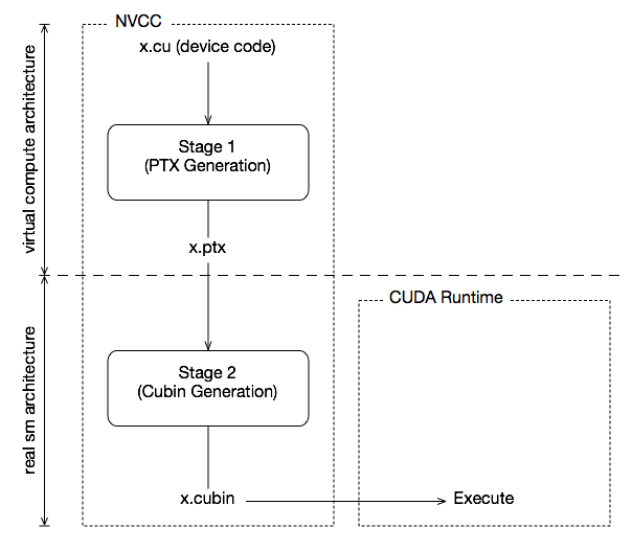 NVCC
x.cu (device code)
virtual compute architecture
Stage 1
(PTX Generation)
x.ptx
CUDA Runtime
real sm architecture
Stage 2
(Cubin Generation)
x.cubin
Execute